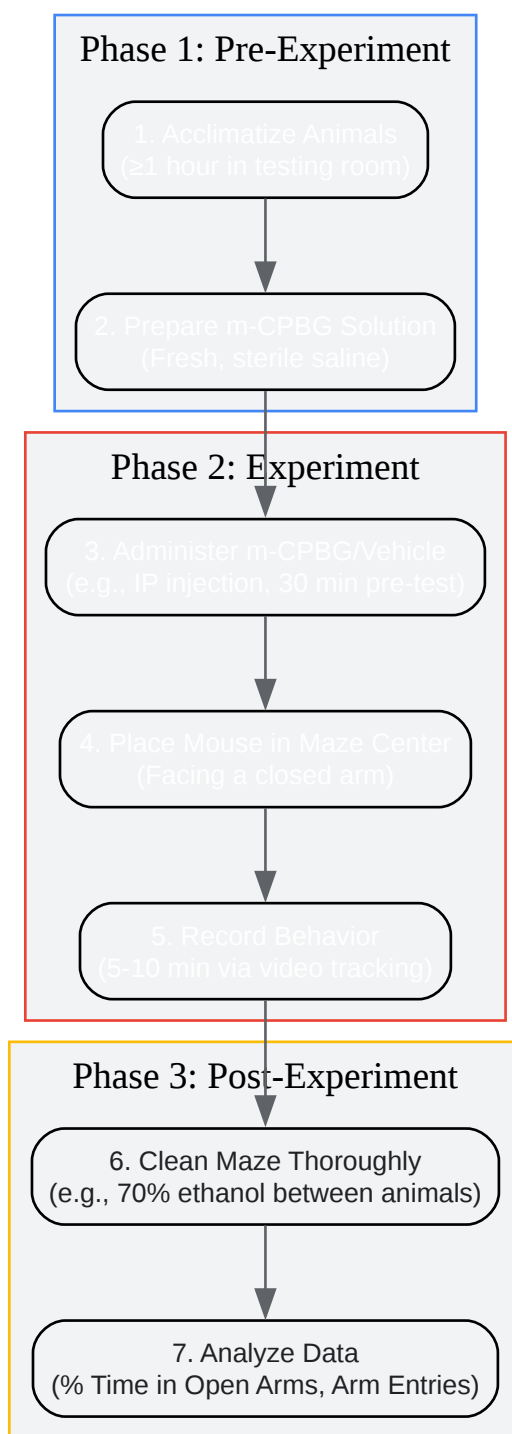 Phase 1: Pre-Experiment
1. Acclimatize Animals
(≥1 hour in testing room)
2. Prepare m-CPBG Solution
(Fresh, sterile saline)
Phase 2: Experiment
3. Administer m-CPBG/Vehicle
(e.g., IP injection, 30 min pre-test)
4. Place Mouse in Maze Center
(Facing a closed arm)
5. Record Behavior
(5-10 min via video tracking)
Phase 3: Post-Experiment
6. Clean Maze Thoroughly
(e.g., 70% ethanol between animals)
7. Analyze Data
(% Time in Open Arms, Arm Entries)